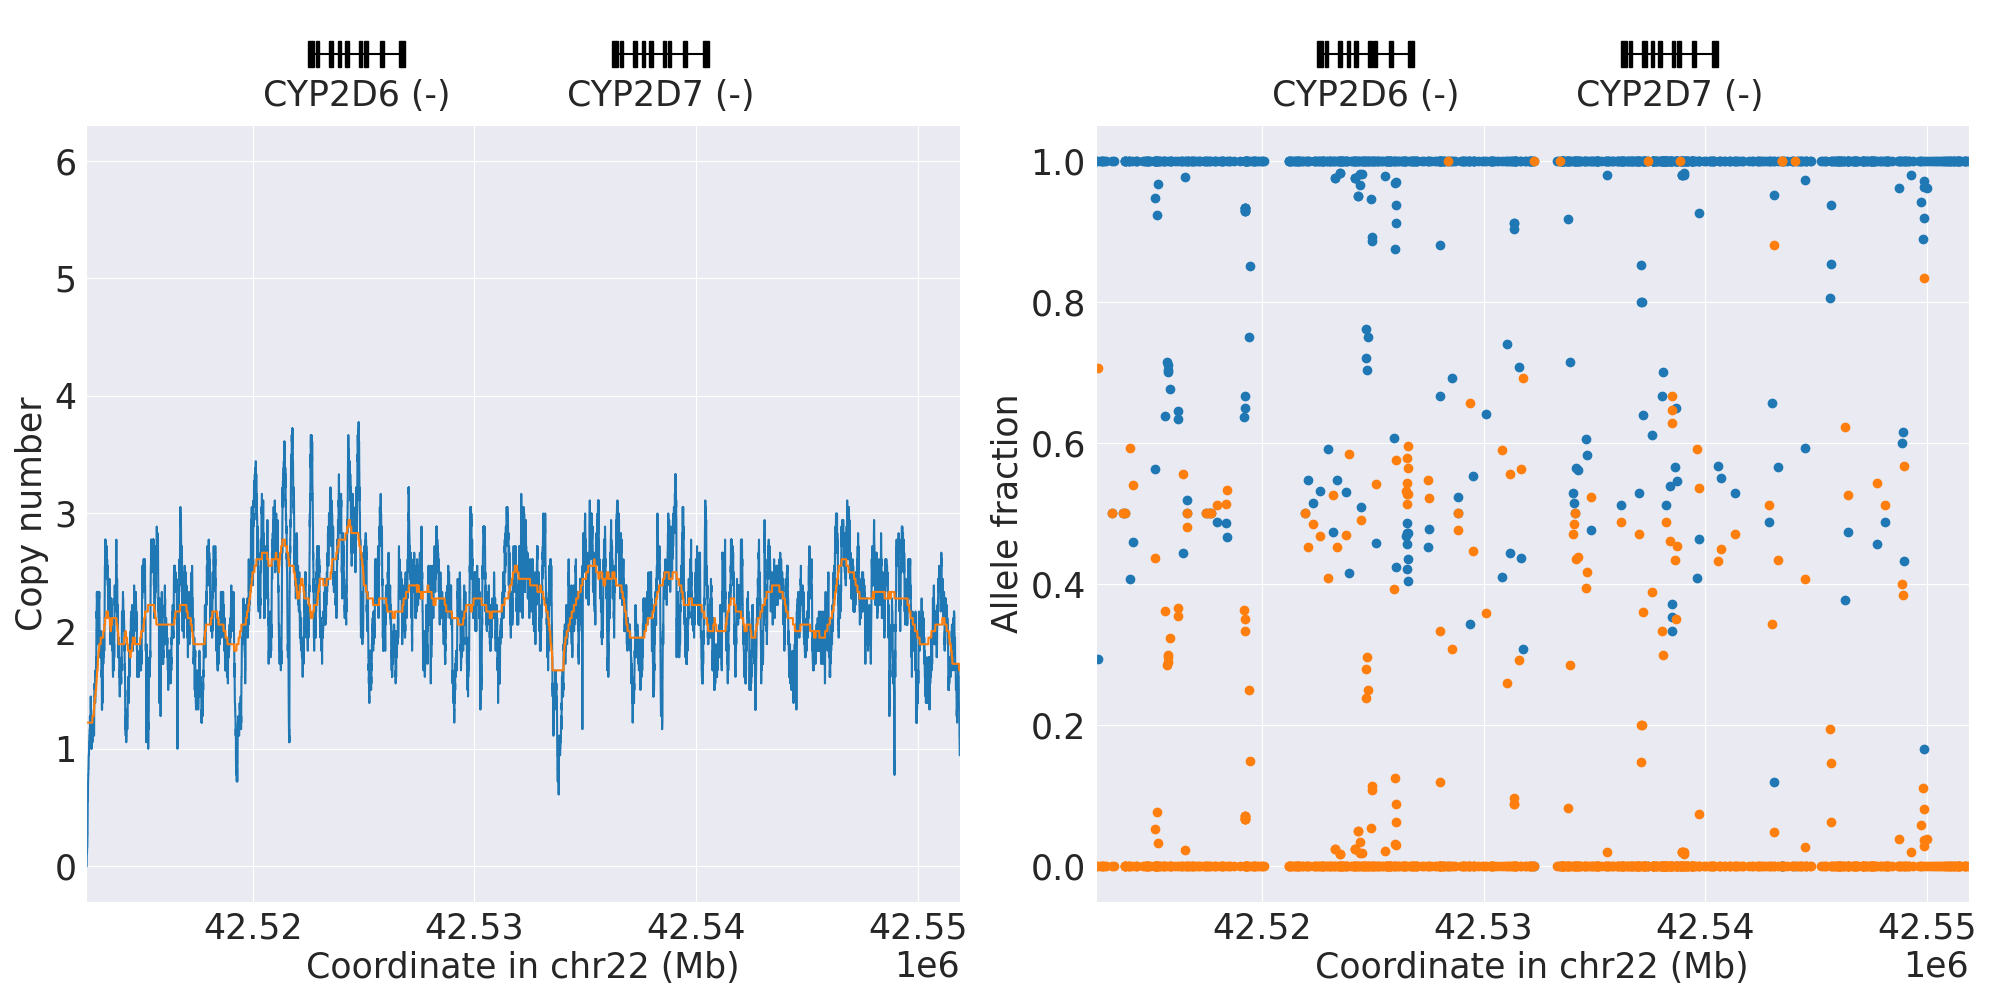 CYP2D6 (-) CYP2D7 (-)
6
5
4
3
2
1
0
Copy number
42.52 42.53 42.54 42.55
Coordinate in chr22 (Mb) 1e6
CYP2D6 (-) CYP2D7 (-)
1.0
0.8
0.6
0.4
0.2
0.0
Allele fraction
42.52 42.53 42.54 42.55
Coordinate in chr22 (Mb) 1e6